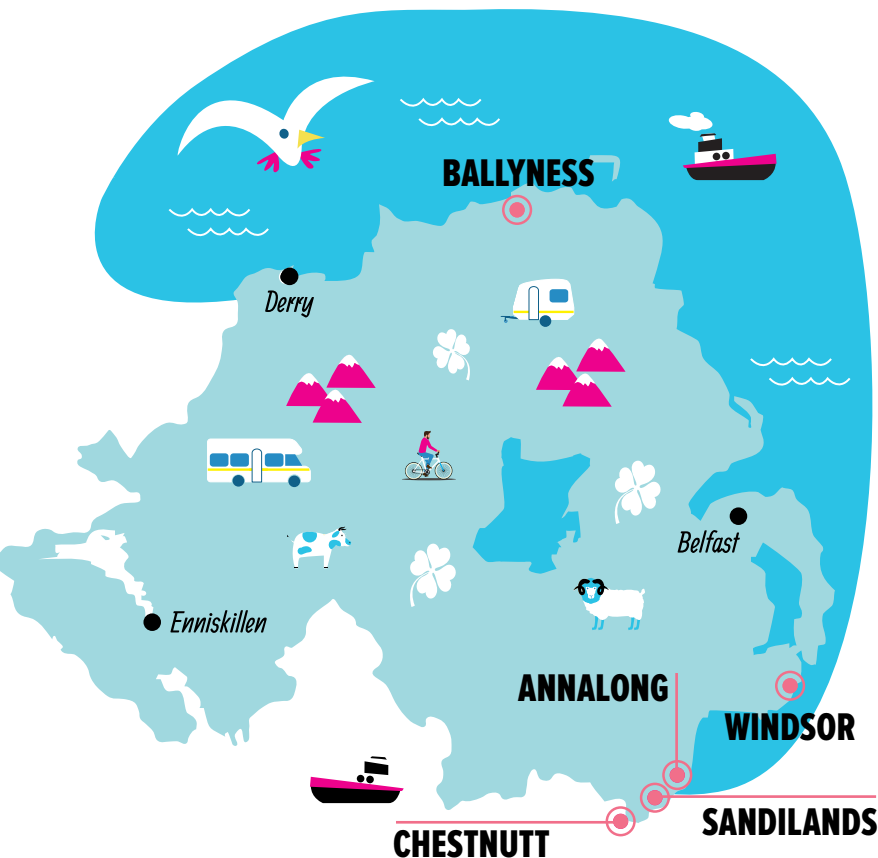 BALLYNESS
Derry
Belfast
Enniskillen
ANNALONG
WINDSOR
SANDILANDS
CHESTNUTT